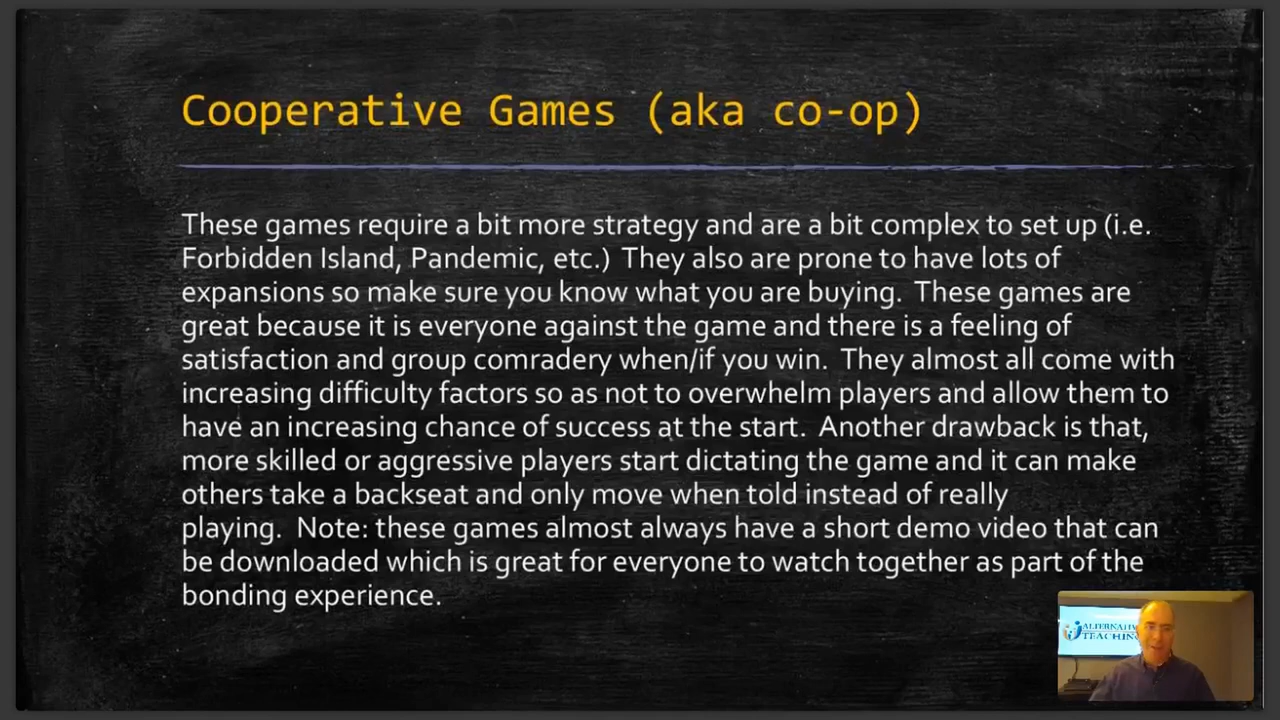 Cooperative Games (aka co-op)
These games require a bit more strategy and are a bit complex to set up (i.e.
Forbidden Island, Pandemic, etc.)  They also are prone to have lots of
expansions so make sure you know what you are buying.  These games are
great because it is everyone against the game and there is a feeling of
satisfaction and group comradery when/if you win.  They almost all come with
increasing difficulty factors so as not to overwhelm players and allow them to
have an increasing chance of success at the start.  Another drawback is that,
more skilled or aggressive players start dictating the game and it can make
others take a backseat and only move when told instead of really
playing.  Note: these games almost always have a short demo video that can
be downloaded which is great for everyone to watch together as part of the
bonding experience.